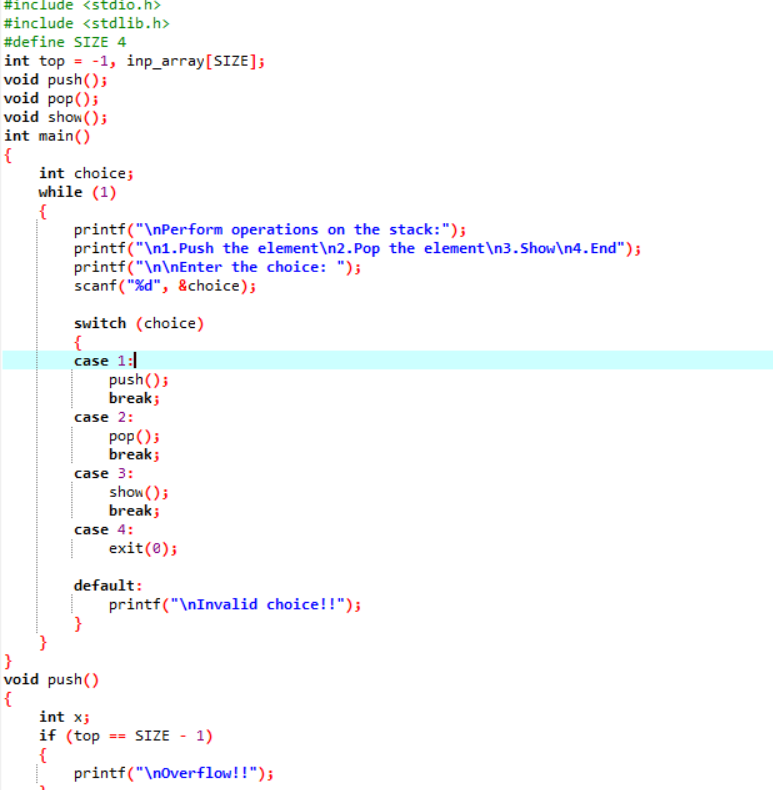 #include <stdio.h>
#include <stdlib.h>
#define SIZE 4
int top = -1, inp_array[SIZE];
void push();
void pop();
void show();
int main()
{
    int choice;
    while (1)
    {
        printf("\nPerform operations on the stack:");
        printf("\n1.Push the element\n2.Pop the element\n3.Show\n4.End");
        printf("\n\nEnter the choice: ");
        scanf("%d", &choice);

        switch (choice)
        {
        case 1:
            push();
            break;
        case 2:
            pop();
            break;
        case 3:
            show();
            break;
        case 4:
            exit(0);

        default:
            printf("\nInvalid choice!!");
        }
    }
}
void push()
{
    int x;
    if (top == SIZE - 1)
    {
        printf("\nOverflow!!");
    }